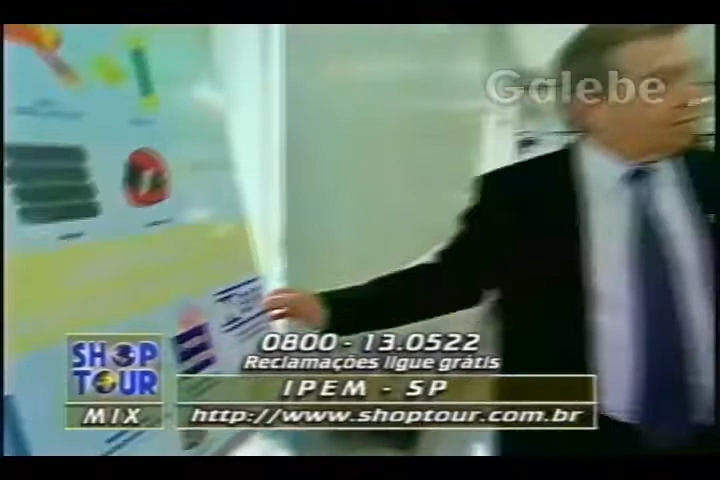 Galebe
0800 - 13.0522
Reclamações ligue grátis
SHOP
TOUR
MIX
IPEM - SP
http://www.shoptour.com.br